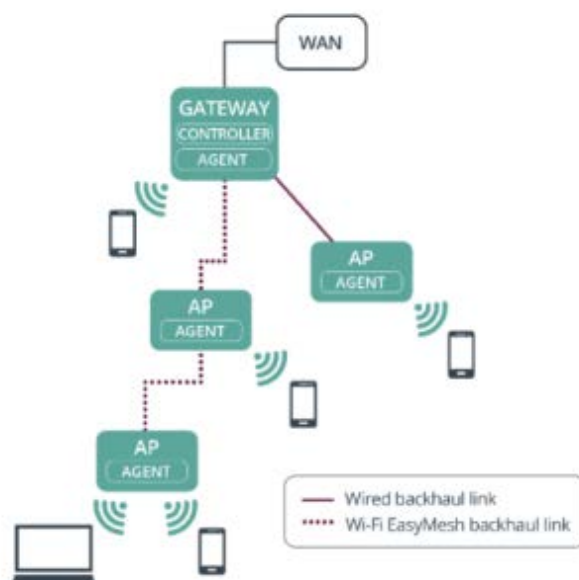 WAN
GATEWAY
CONTROLLER
AGENT
AP
AGENT
AP
AGENT
AP
AGENT
Wired backhaul link
Wi-Fi EasyMesh backhaul link